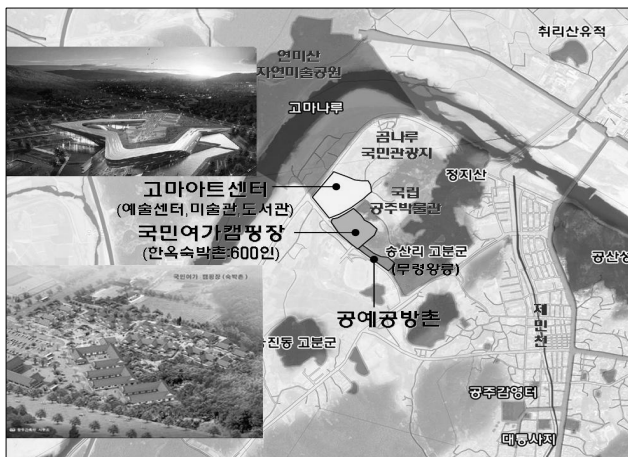 취리산유적
연미산
자연미술공원
고마나루
곰나루
국민관광지
정지산
고마아트센터
(예술센터,미술관,도서관)
국립
공주박물관
국민여가캠핑장
(한옥숙박촌:600인)
송산리 고분군
(무령왕릉)
공산성
공예공방촌
제민천
고분군
공주감영터
대통사지
국민여가 캠핑장(숙박촌)